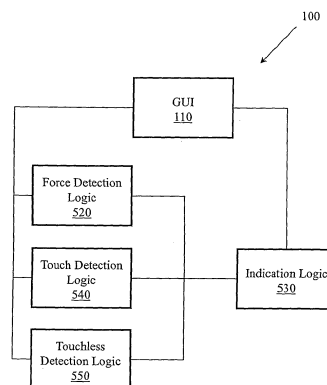 100
GUI
110
Force Detection
Logic
520
Touch Detection
Logic
540
Indication Logic
530
Touchless
Detection Logic
550